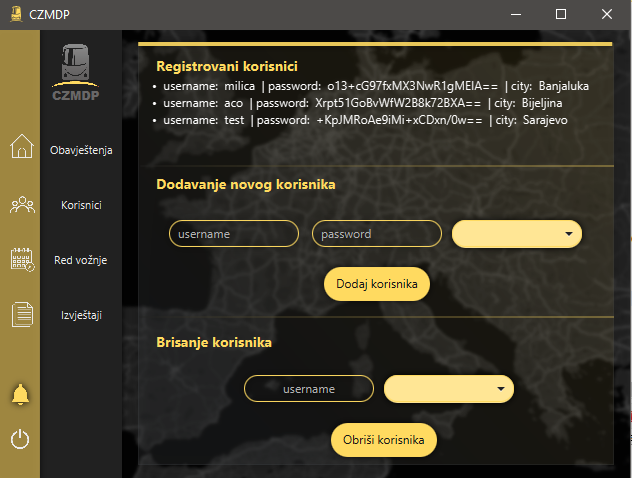 CZMDP
CZMDP
Obavještenja
Korisnici
Red vožnje
Izvještaji
Registrovani korisnici
• username: milica | password: o13+cG97fxMX3NwR1gMEIA== | city: Banjaluka
• username: aco | password: Xrpt51GoBvWfW2B8k72BXA== | city: Bijeljina
• username: test | password: +KpJMRoAe9iMi+xCDxn/0w== | city: Sarajevo
Dodavanje novog korisnika
username password
Dodaj korisnika
Brisanje korisnika
username
Obriši korisnika